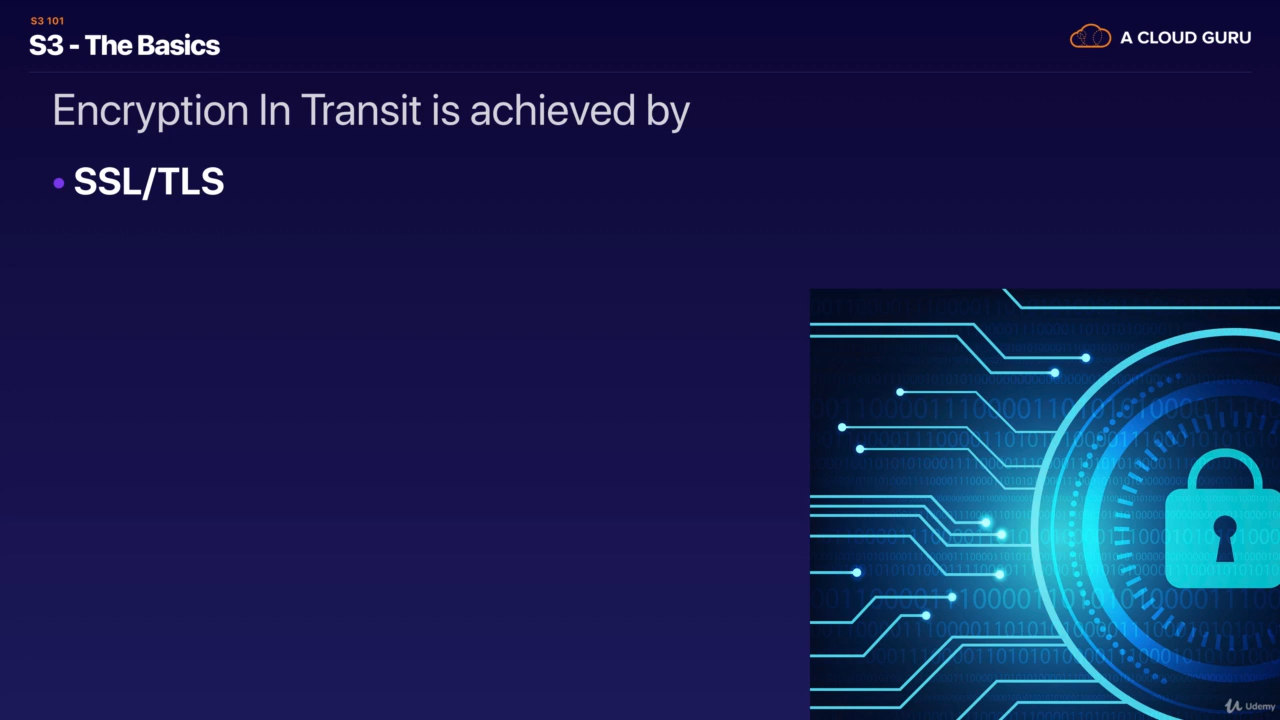 S3 101
S3 - The Basics
A CLOUD GURU
Encryption In Transit is achieved by
• SSL/TLS
Udemy